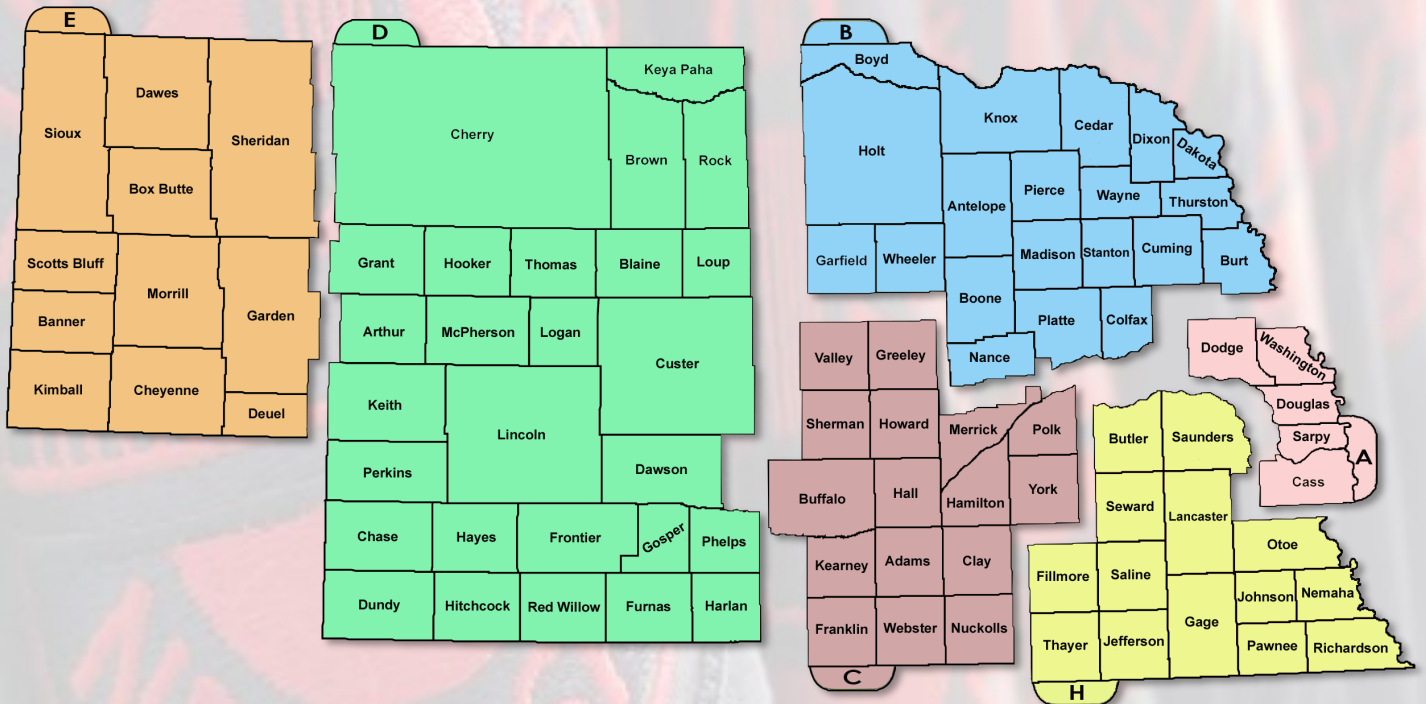 E
Sioux
Dawes
Sheridan
Box Butte
Scotts Bluff
Morrill
Banner
Garden
Kimball
Cheyenne
Deuel
D
Keya Paha
Cherry
Brown
Rock
Grant
Hooker
Thomas
Blaine
Loup
Arthur
McPherson
Logan
Custer
Keith
Lincoln
Perkins
Dawson
Chase
Hayes
Frontier
Gosper
Phelps
Dundy
Hitchcock
Red Willow
Furnas
Harlan
B
Boyd
Holt
Knox
Cedar
Dixon
Dakota
Antelope
Pierce
Wayne
Thurston
Garfield
Wheeler
Madison
Stanton
Cuming
Burt
Boone
Platte
Colfax
Nance
Valley
Greeley
Sherman
Howard
Merrick
Polk
Buffalo
Hall
Hamilton
York
Kearney
Adams
Clay
Franklin
Webster
Nuckolls
C
Dodge
Washington
Douglas
Sarpy
A
Cass
Butler
Saunders
Seward
Lancaster
Otoe
Fillmore
Saline
Johnson
Nemaha
Gage
Thayer
Jefferson
Pawnee
Richardson
H